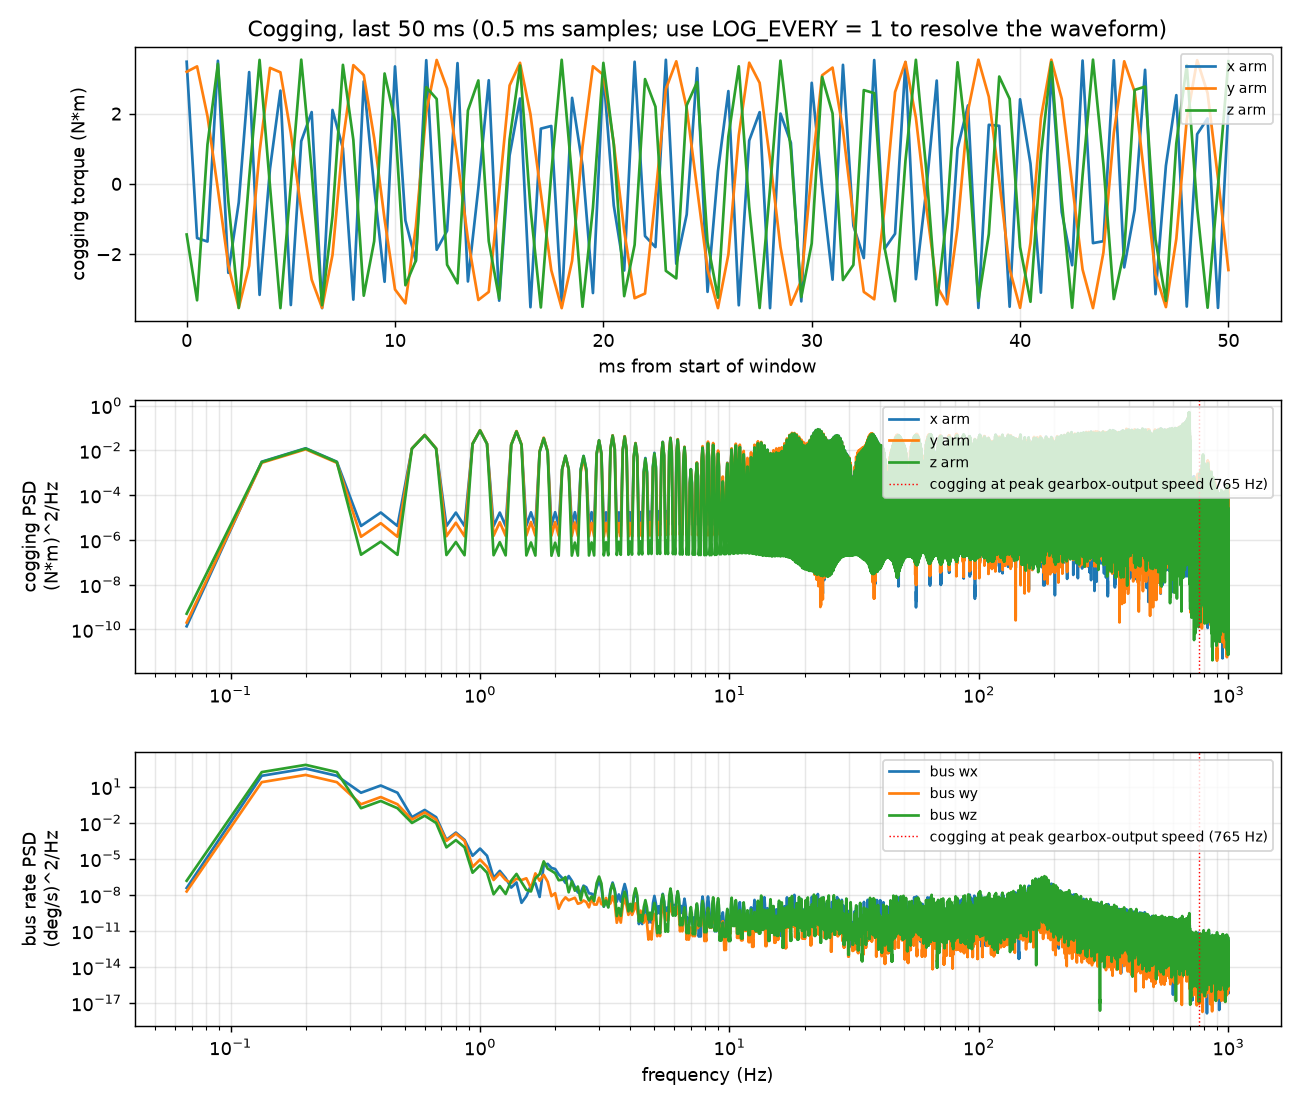 Cogging, last 50 ms (0.5 ms samples; use LOG_EVERY = 1 to resolve the waveform)
cogging torque (N*m)
2
0
−2
x arm
y arm
z arm
0
10
20
30
40
50
ms from start of window
cogging PSD
(N*m)^2/Hz
10^0
10^−2
10^−4
10^−6
10^−8
10^−10
x arm
y arm
z arm
cogging at peak gearbox-output speed (765 Hz)
10^−1
10^0
10^1
10^2
10^3
bus rate PSD
(deg/s)^2/Hz
10^1
10^−2
10^−5
10^−8
10^−11
10^−14
10^−17
bus wx
bus wy
bus wz
cogging at peak gearbox-output speed (765 Hz)
10^−1
10^0
10^1
10^2
10^3
frequency (Hz)